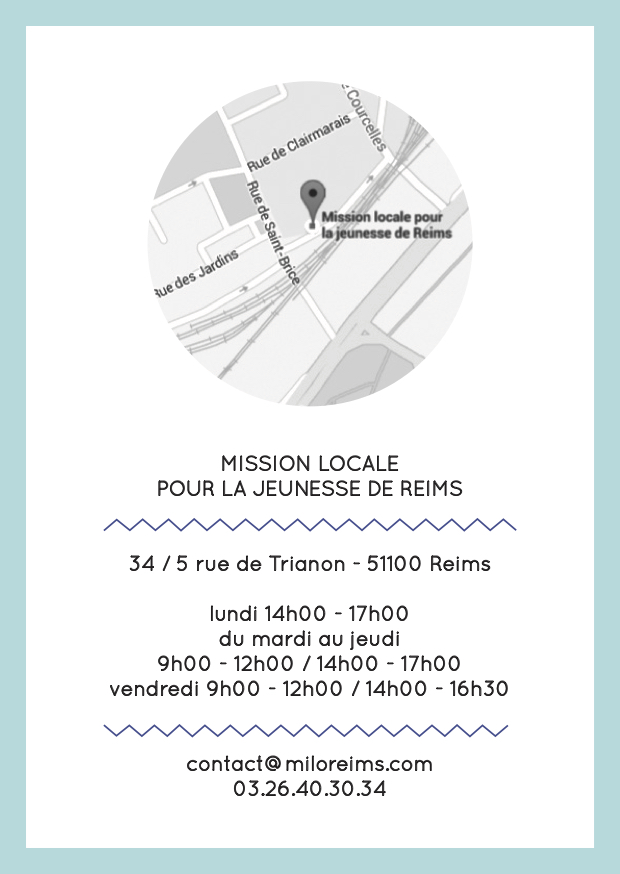 Courcelles
Rue de Clairmarais
Rue de Saint-Brice
Mission locale pour
la jeunesse de Reims
Rue des Jardins
MISSION LOCALE
POUR LA JEUNESSE DE REIMS
34 / 5 rue de Trianon - 51100 Reims
lundi 14h00 - 17h00
du mardi au jeudi
9h00 - 12h00 / 14h00 - 17h00
vendredi 9h00 - 12h00 / 14h00 - 16h30
contact@miloreims.com
03.26.40.30.34